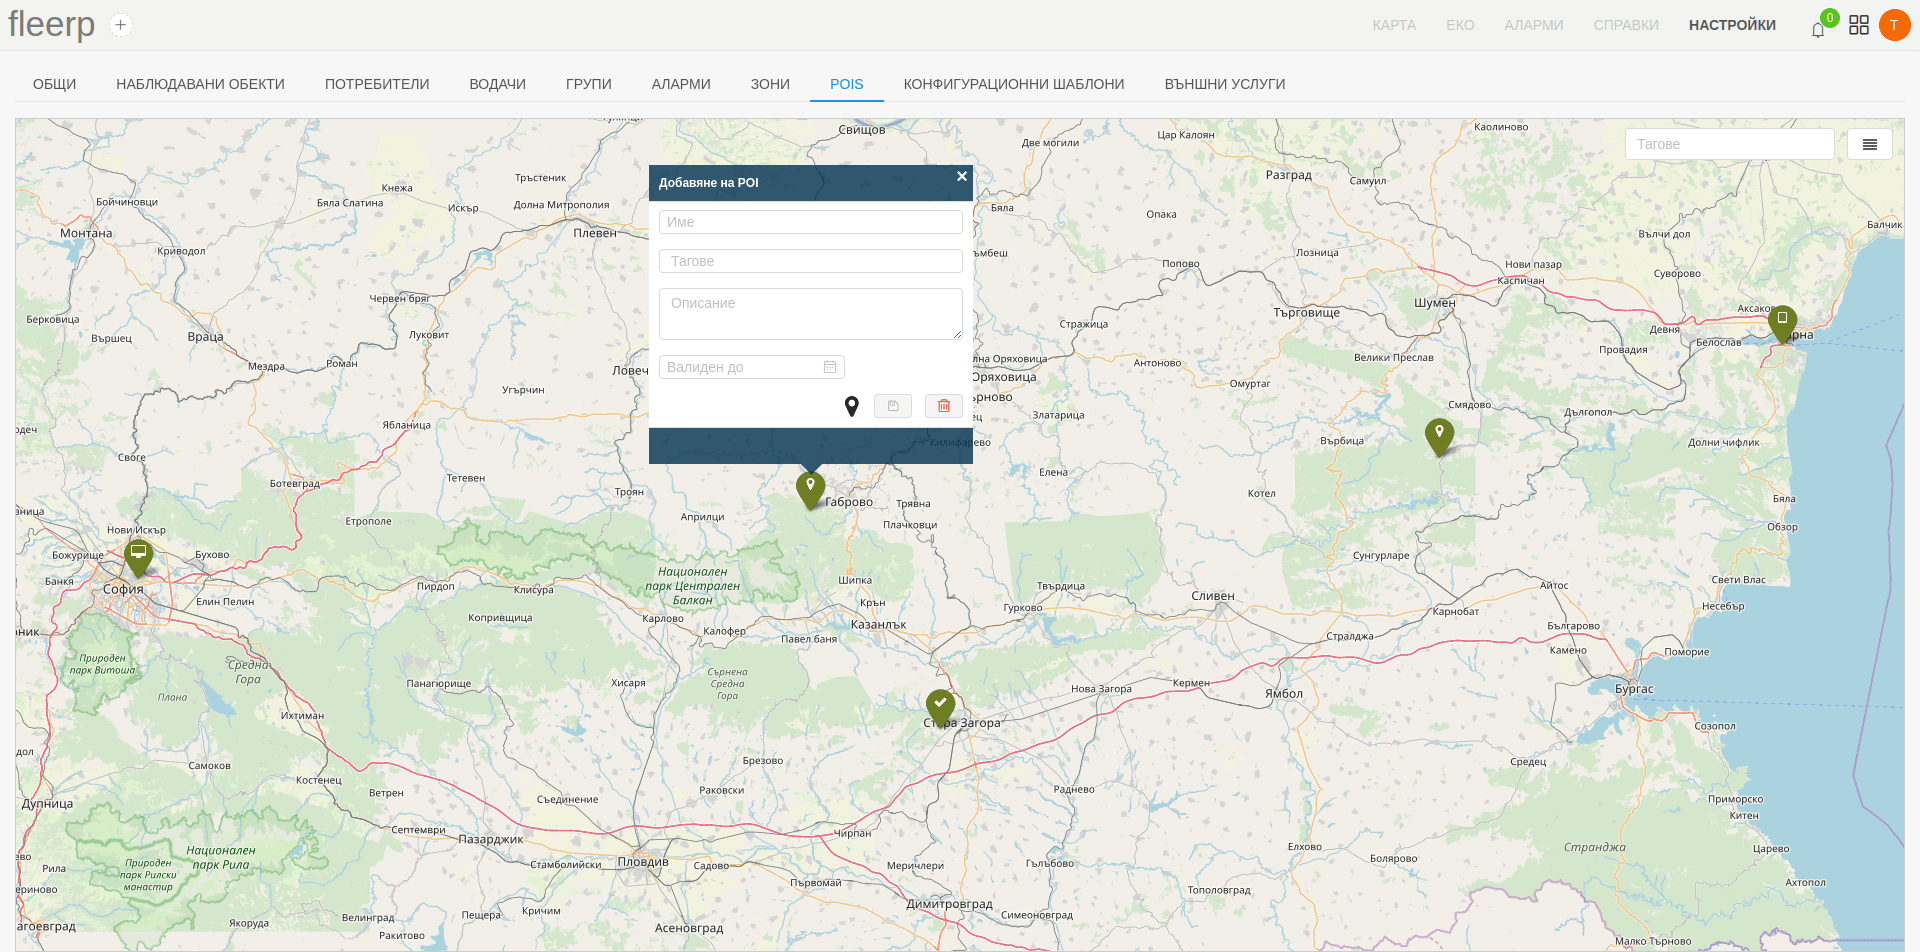 fleerp
+
КАРТА ЕКО АЛАРМИ СПРАВКИ НАСТРОЙКИ 0 T
ОБЩИ НАБЛЮДАВАНИ ОБЕКТИ ПОТРЕБИТЕЛИ ВОДАЧИ ГРУПИ АЛАРМИ ЗОНИ POIS КОНФИГУРАЦИОННИ ШАБЛОНИ ВЪНШНИ УСЛУГИ
Тагове
Добавяне на POI
Име
Тагове
Описание
Валиден до
Свищов
Две могили
Цар Калоян
Каолиново
Разград
Самуил
Тръстеник
Кнежа
Бойчиновци
Бяла Слатина
Искър
Долна Митрополия
Бяла
Опака
Балчик
Монтана
Плевен
Вълчи дол
Криводол
Лозница
Попово
Нови пазар
Суворово
Каспичан
Червен бряг
Шумен
Аксаков
Търговище
Берковица
Стражица
Девня
Вършец
Врача
Луковит
Белослав
Провадия
Мездра
Роман
Антоново
Велики Преслав
Ловеч
Оряховица
Угърчин
Омуртаг
Златарица
Смядово
Дългопол
Ябланица
Върбица
Долни чифлик
Килифарево
Своге
Елена
Тетевен
Ботевград
Троян
Котел
Бяла
Габрово
Трявна
Априлци
Плачковци
Етрополе
Обзор
Нови Искър
Божурище
Бухово
Сунгурларе
Банкя
Национален
парк Централен
Балкан
Шипка
Свети Влас
София
Пирдоп
Клисура
Твърдица
Айтос
Елин Пелин
Крън
Гурково
Сливен
Карнобат
Несебър
Копривщица
Карлово
Калофер
Казанлък
Павел баня
Стралджа
Българово
Камено
Поморие
Природен
парк Витоша
Средна
Гора
Сърнена
Средна
Гора
Плана
Панагюрище
Хисаря
Нова Загора
Кермен
Ямбол
Бургас
Ихтиман
Стара Загора
Созопол
Самоков
Брезово
Средец
Костенец
Ветрен
Съединение
Раковски
Раднево
Дупница
Приморско
Китен
Септември
Пазарджик
Чирпан
Национален
парк Рила
Пловдив
Елхово
Странджа
Царево
Рила
Природен
парк Рилски
манастир
Стамболийски
Садово
Меричлери
Гълъбово
Болярово
Първомай
Тополовград
Ахтопол
Якоруда
Велинград
Пещера
Кричим
Димитровград
Симеоновград
Ракитово
Асеновград
Малко Търново